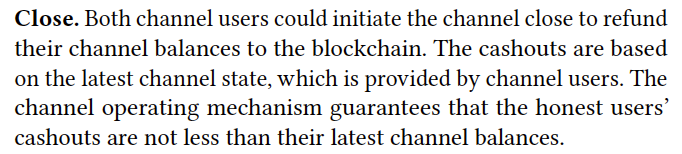 Close. Both channel users could initiate the channel close to refund
their channel balances to the blockchain. The cashouts are based
on the latest channel state, which is provided by channel users. The
channel operating mechanism guarantees that the honest users’
cashouts are not less than their latest channel balances.